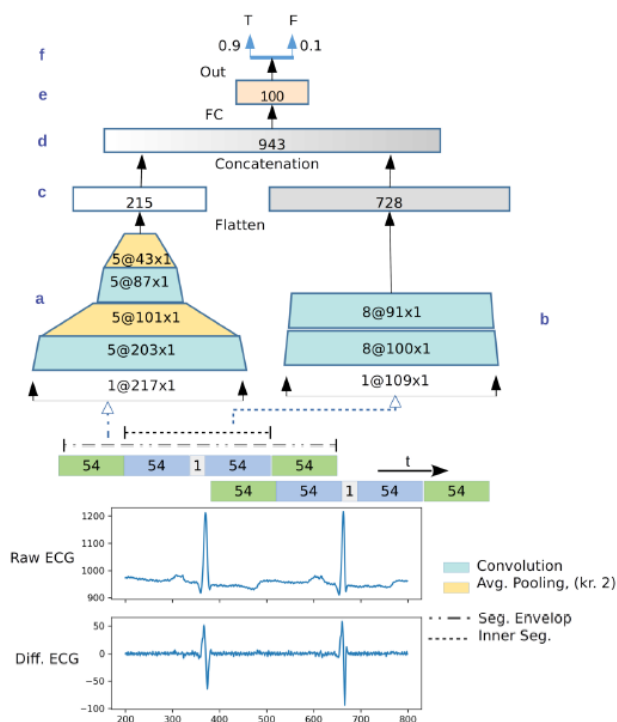 T F
f 0.9 0.1
Out
e 100
FC
d 943
Concatenation
c 215 728
Flatten
5@43x1
a 5@87x1
5@101x1 8@91x1 b
5@203x1 8@100x1
1@217x1 1@109x1
54 54 1 54 54 t
54 54 1 54 54
1200
Raw ECG 1100
1000
900
Convolution
Avg. Pooling, (kr. 2)
Seg. Envelop
Inner Seg.
50
Diff. ECG 0
−50
−100
200 300 400 500 600 700 800